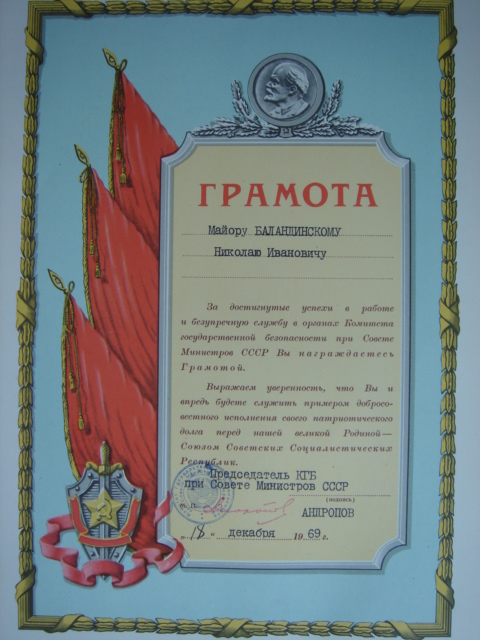 ГРАМОТА
Майору БАЛАНЛИНСКОМУ
Николаю Ивановичу
За достигнутые успехи в работе
и безупречную службу в органах Комитета
государственной безопасности при Совете
Министров СССР Вы награждаетесь
Грамотой.
Выражаем уверенность, что Вы и
впредь будете служить примером добросо-
вестного исполнения своего патриотического
долга перед нашей великой Родиной—
Союзом Советских Социалистических
Республик.
Председатель КГБ
при Совете Министров СССР
(подпись)
АНДРОПОВ
„18“ декабря 1969 г.